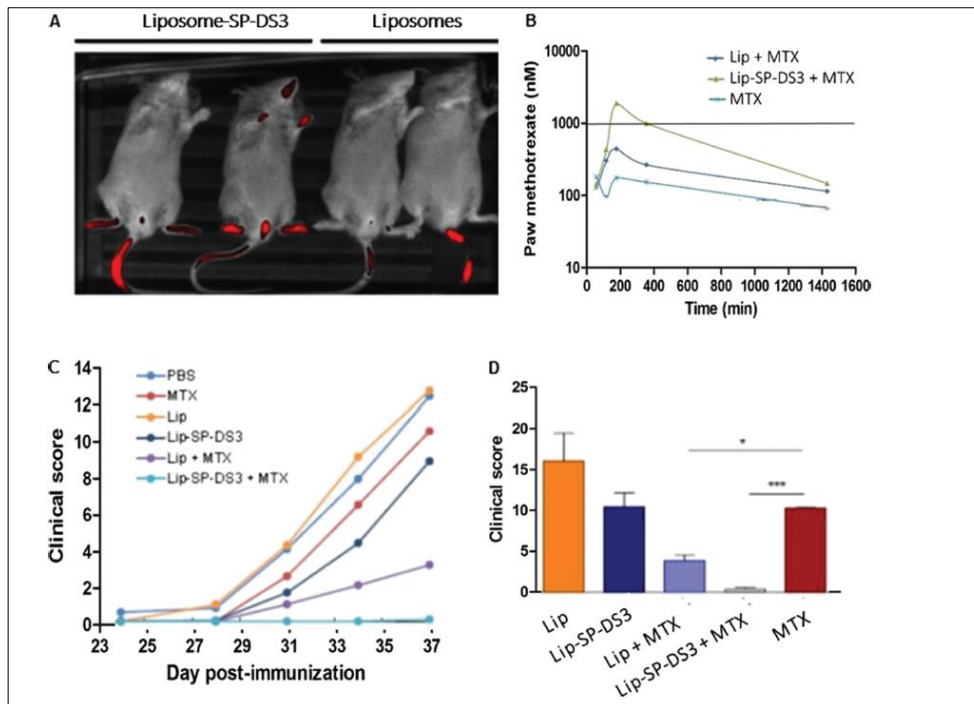 A
Liposome-SP-DS3
Liposomes
B
Paw methotrexate (nM)
10000
1000
100
10
0 200 400 600 800 1000 1200 1400 1600
Time (min)
Lip + MTX
Lip-SP-DS3 + MTX
MTX
C
Clinical score
14
12
10
8
6
4
2
0
23 25 27 29 31 33 35 37
Day post-immunization
PBS
MTX
Lip
Lip-SP-DS3
Lip + MTX
Lip-SP-DS3 + MTX
D
Clinical score
25
20
15
10
5
0
*
***
Lip
Lip-SP-DS3
Lip + MTX
Lip-SP-DS3 + MTX
MTX